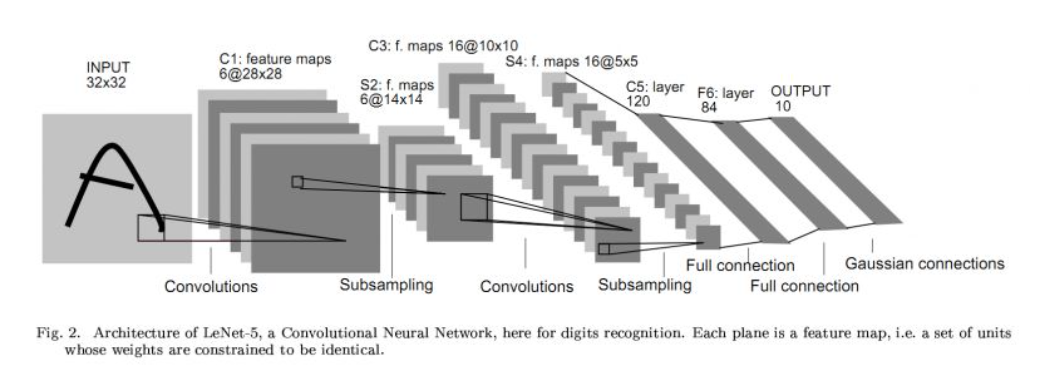 INPUT
32x32
C1: feature maps
6@28x28
S2: f. maps
6@14x14
C3: f. maps 16@10x10
S4: f. maps 16@5x5
C5: layer
120
F6: layer
84
OUTPUT
10
Convolutions
Subsampling
Convolutions
Subsampling
Full connection
Full connection
Gaussian connections
Fig. 2. Architecture of LeNet-5, a Convolutional Neural Network, here for digits recognition. Each plane is a feature map, i.e. a set of units
whose weights are constrained to be identical.
A